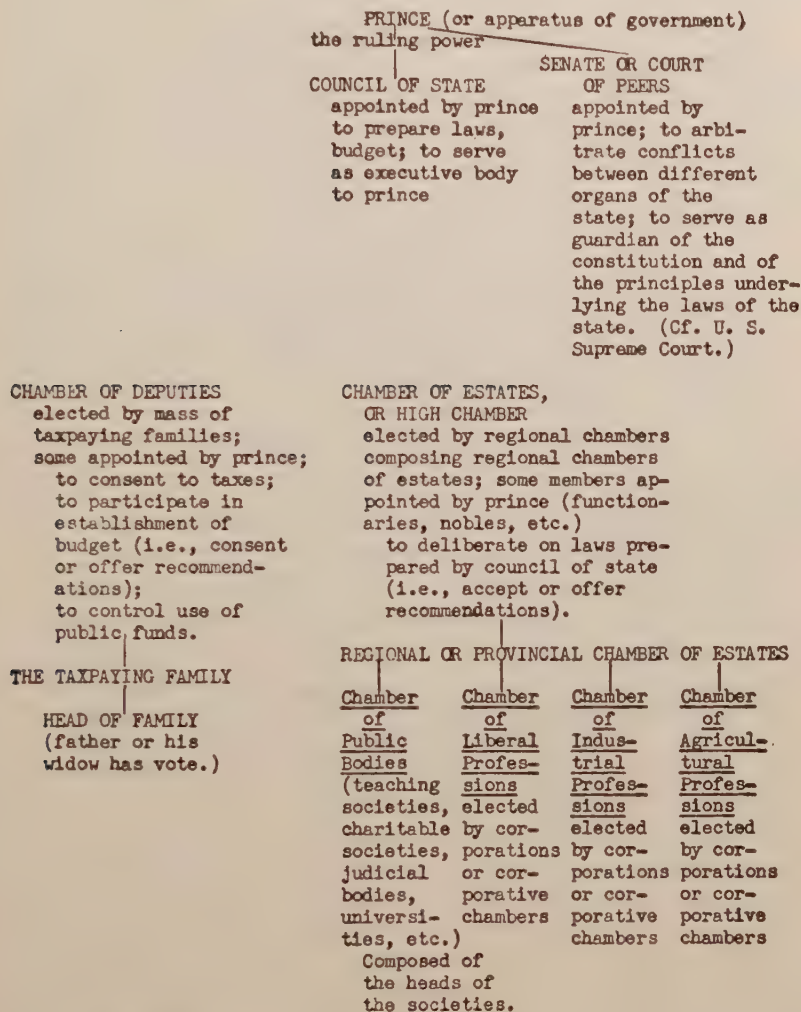 PRINCE (or apparatus of government)
the ruling power
COUNCIL OF STATE
appointed by prince
to prepare laws,
budget; to serve
as executive body
to prince
SENATE OR COURT
OF PEERS
appointed by
prince; to arbi-
trate conflicts
between different
organs of the
state; to serve as
guardian of the
constitution and of
the principles under-
lying the laws of the
state. (Cf. U. S.
Supreme Court.)
CHAMBER OF DEPUTIES
elected by mass of
taxpaying families;
some appointed by prince;
to consent to taxes;
to participate in
establishment of
budget (i.e., consent
or offer recommend-
ations);
to control use of
public funds.
THE TAXPAYING FAMILY
HEAD OF FAMILY
(father or his
widow has vote.)
CHAMBER OF ESTATES,
OR HIGH CHAMBER
elected by regional chambers
composing regional chambers
of estates; some members ap-
pointed by prince (function-
aries, nobles, etc.)
to deliberate on laws pre-
pared by council of state
(i.e., accept or offer
recommendations).
REGIONAL OR PROVINCIAL CHAMBER OF ESTATES
Chamber
of
Public
Bodies
(teaching
societies,
charitable
societies,
judicial
bodies,
universi-
ties, etc.)
Composed of
the heads of
the societies.
Chamber
of
Liberal
Profes-
sions
elected
by cor-
porations
or cor-
porative
chambers
Chamber
of
Indus-
trial
Profes-
sions
elected
by cor-
porations
or cor-
porative
chambers
Chamber
of
Agricul-
tural
Profes-
sions
elected
by cor-
porations
or cor-
porative
chambers